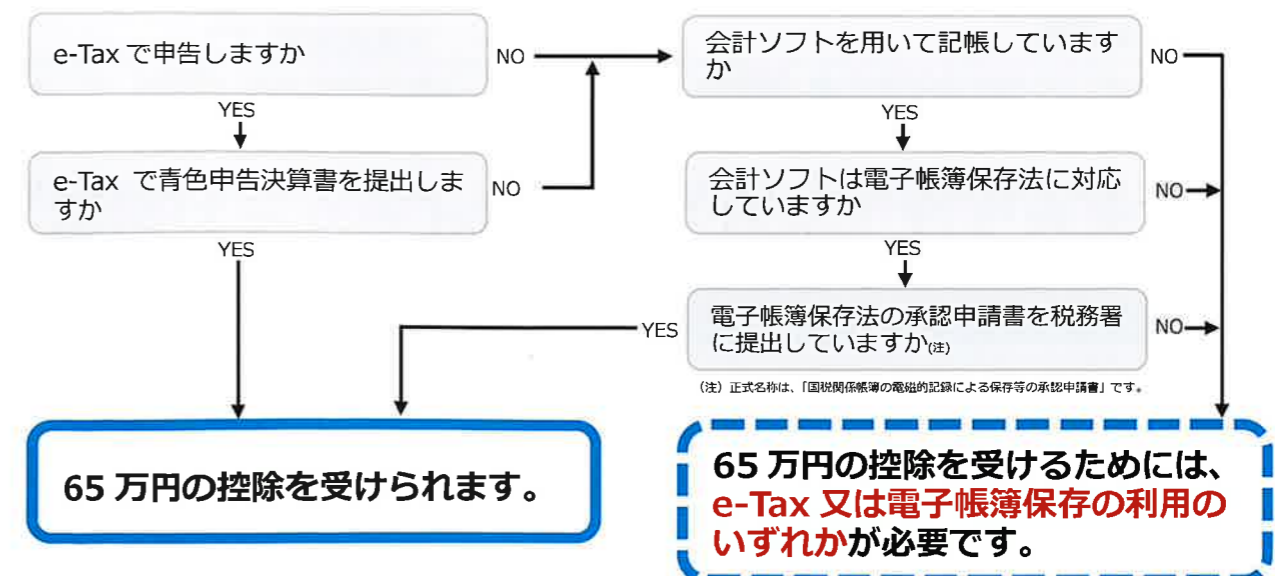 e-Tax で申告しますか
NO
会計ソフトを用いて記帳しています
か
NO
YES
YES
e-Tax で青色申告決算書を提出しま
すか
NO
会計ソフトは電子帳簿保存法に対応
していますか
NO
YES
YES
電子帳簿保存法の承認申請書を税務署
に提出していますか(注)
YES
NO
（注）正式名称は、「国税関係帳簿の電磁的記録による保存等の承認申請書」です。
65 万円の控除を受けられます。
65 万円の控除を受けるためには、
e-Tax 又は電子帳簿保存の利用の
いずれかが必要です。